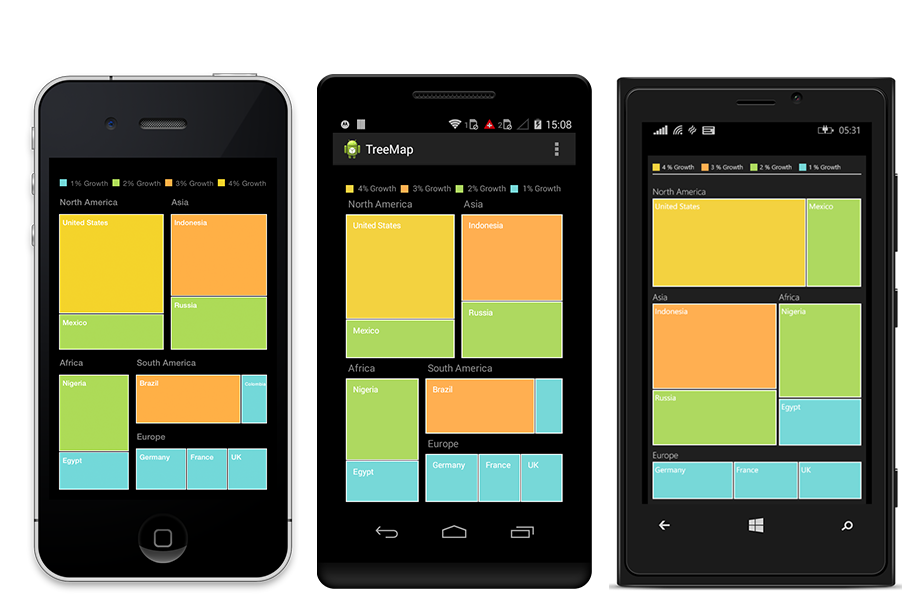 1% Growth 2% Growth 3% Growth 4% Growth
North America Asia
United States Indonesia
Russia
Mexico
Africa South America
Nigeria Brazil Colombia
Europe
Egypt Germany France UK
1 2 15:08
TreeMap
4% Growth 3% Growth 2% Growth 1% Growth
North America Asia
United States Indonesia
Russia
Mexico
Africa South America
Nigeria Brazil
Europe
Egypt Germany France UK
05:31
4 % Growth 3 % Growth 2 % Growth 1 % Growth
North America
United States Mexico
Asia Africa
Indonesia Nigeria
Russia
Egypt
Europe
Germany France UK